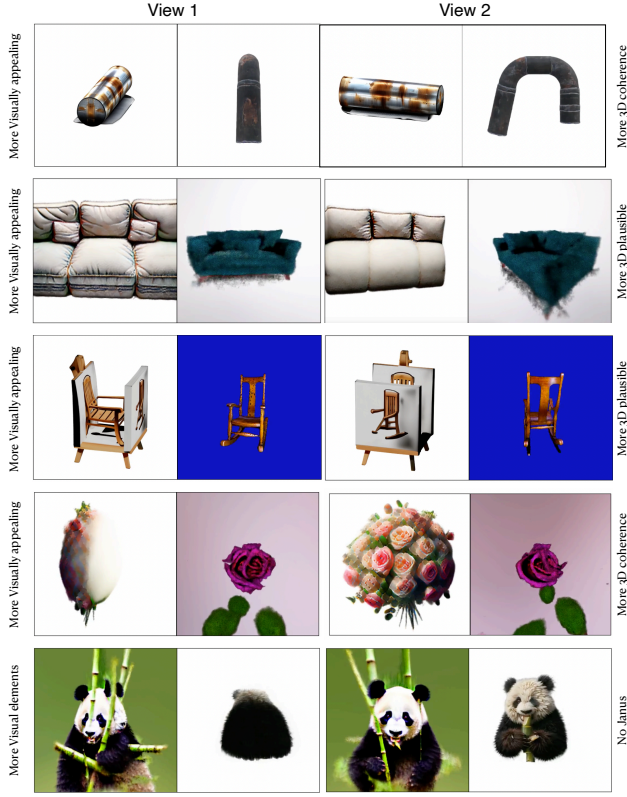 View 1
View 2
More Visually appealing
More 3D coherence
More Visually appealing
More 3D plausible
More Visually appealing
More 3D plausible
More Visually appealing
More 3D coherence
More Visual elements
No Janus